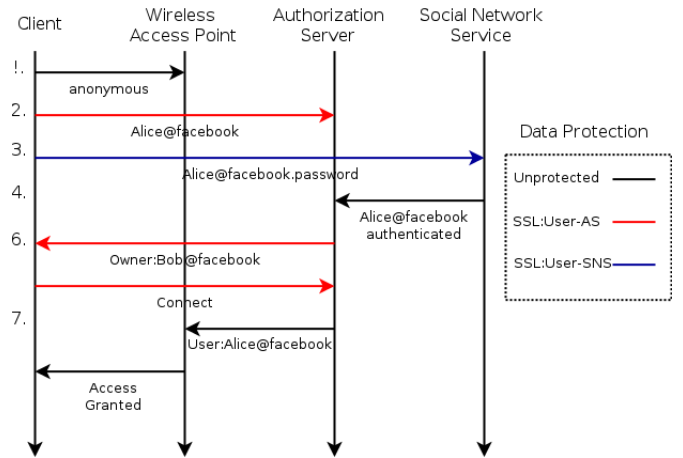 Client
Wireless
Access Point
Authorization
Server
Social Network
Service
!.
anonymous
2.
Alice@facebook
3.
Alice@facebook.password
4.
Alice@facebook
authenticated
6.
Owner:Bob@facebook
Connect
7.
User:Alice@facebook
Access
Granted
Data Protection
Unprotected
SSL:User-AS
SSL:User-SNS